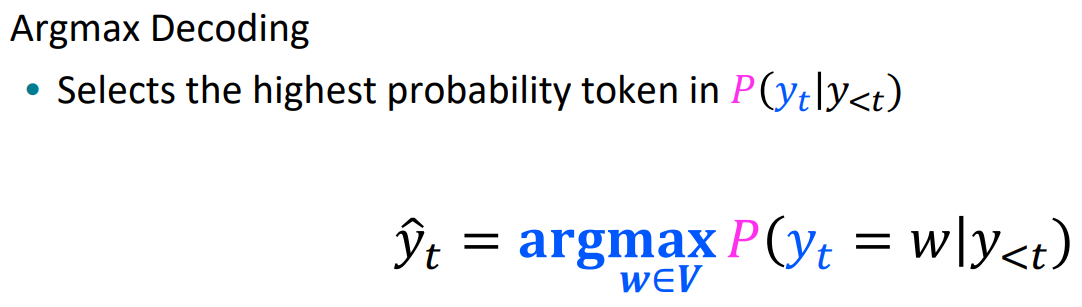 Argmax Decoding
• Selects the highest probability token in P(yₜ|y<ₜ)
ŷₜ = argmax P(yₜ = w|y<ₜ)
w∈V